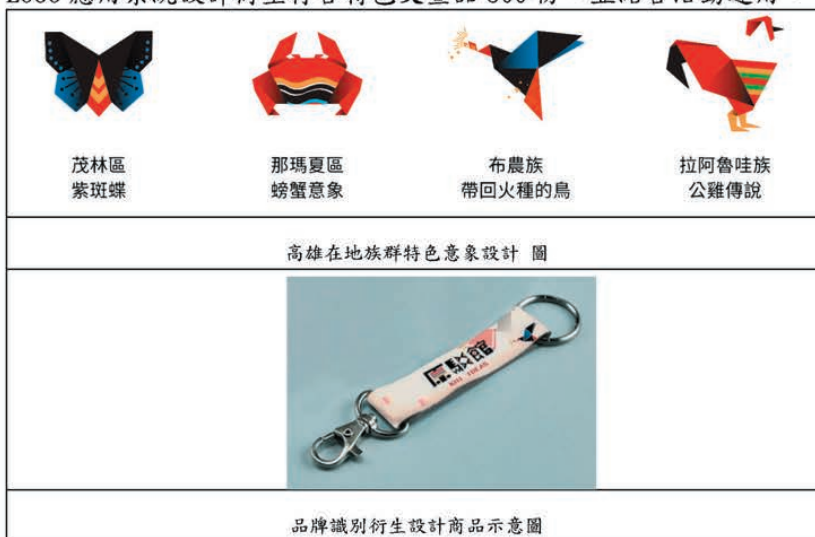 茂林區
紫斑蝶
那瑪夏區
螃蟹意象
布農族
帶回火種的鳥
拉阿魯哇族
公雞傳說
高雄在地族群特色意象設計 圖
品牌識別衍生設計商品示意圖